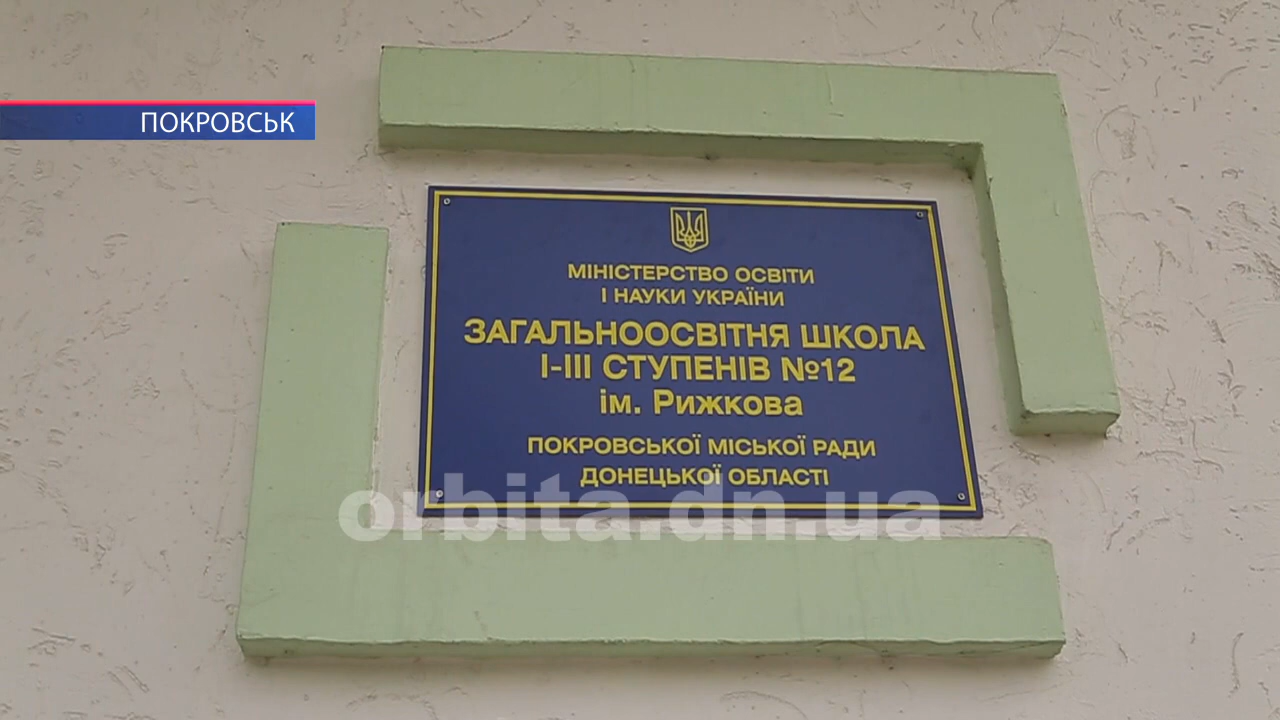 ПОКРОВСЬК
МІНІСТЕРСТВО ОСВІТИ
І НАУКИ УКРАЇНИ
ЗАГАЛЬНООСВІТНЯ ШКОЛА
І-ІІІ СТУПЕНІВ №12
ім. Рижкова
ПОКРОВСЬКОЇ МІСЬКОЇ РАДИ
ДОНЕЦЬКОЇ ОБЛАСТІ
orbita.dn.ua